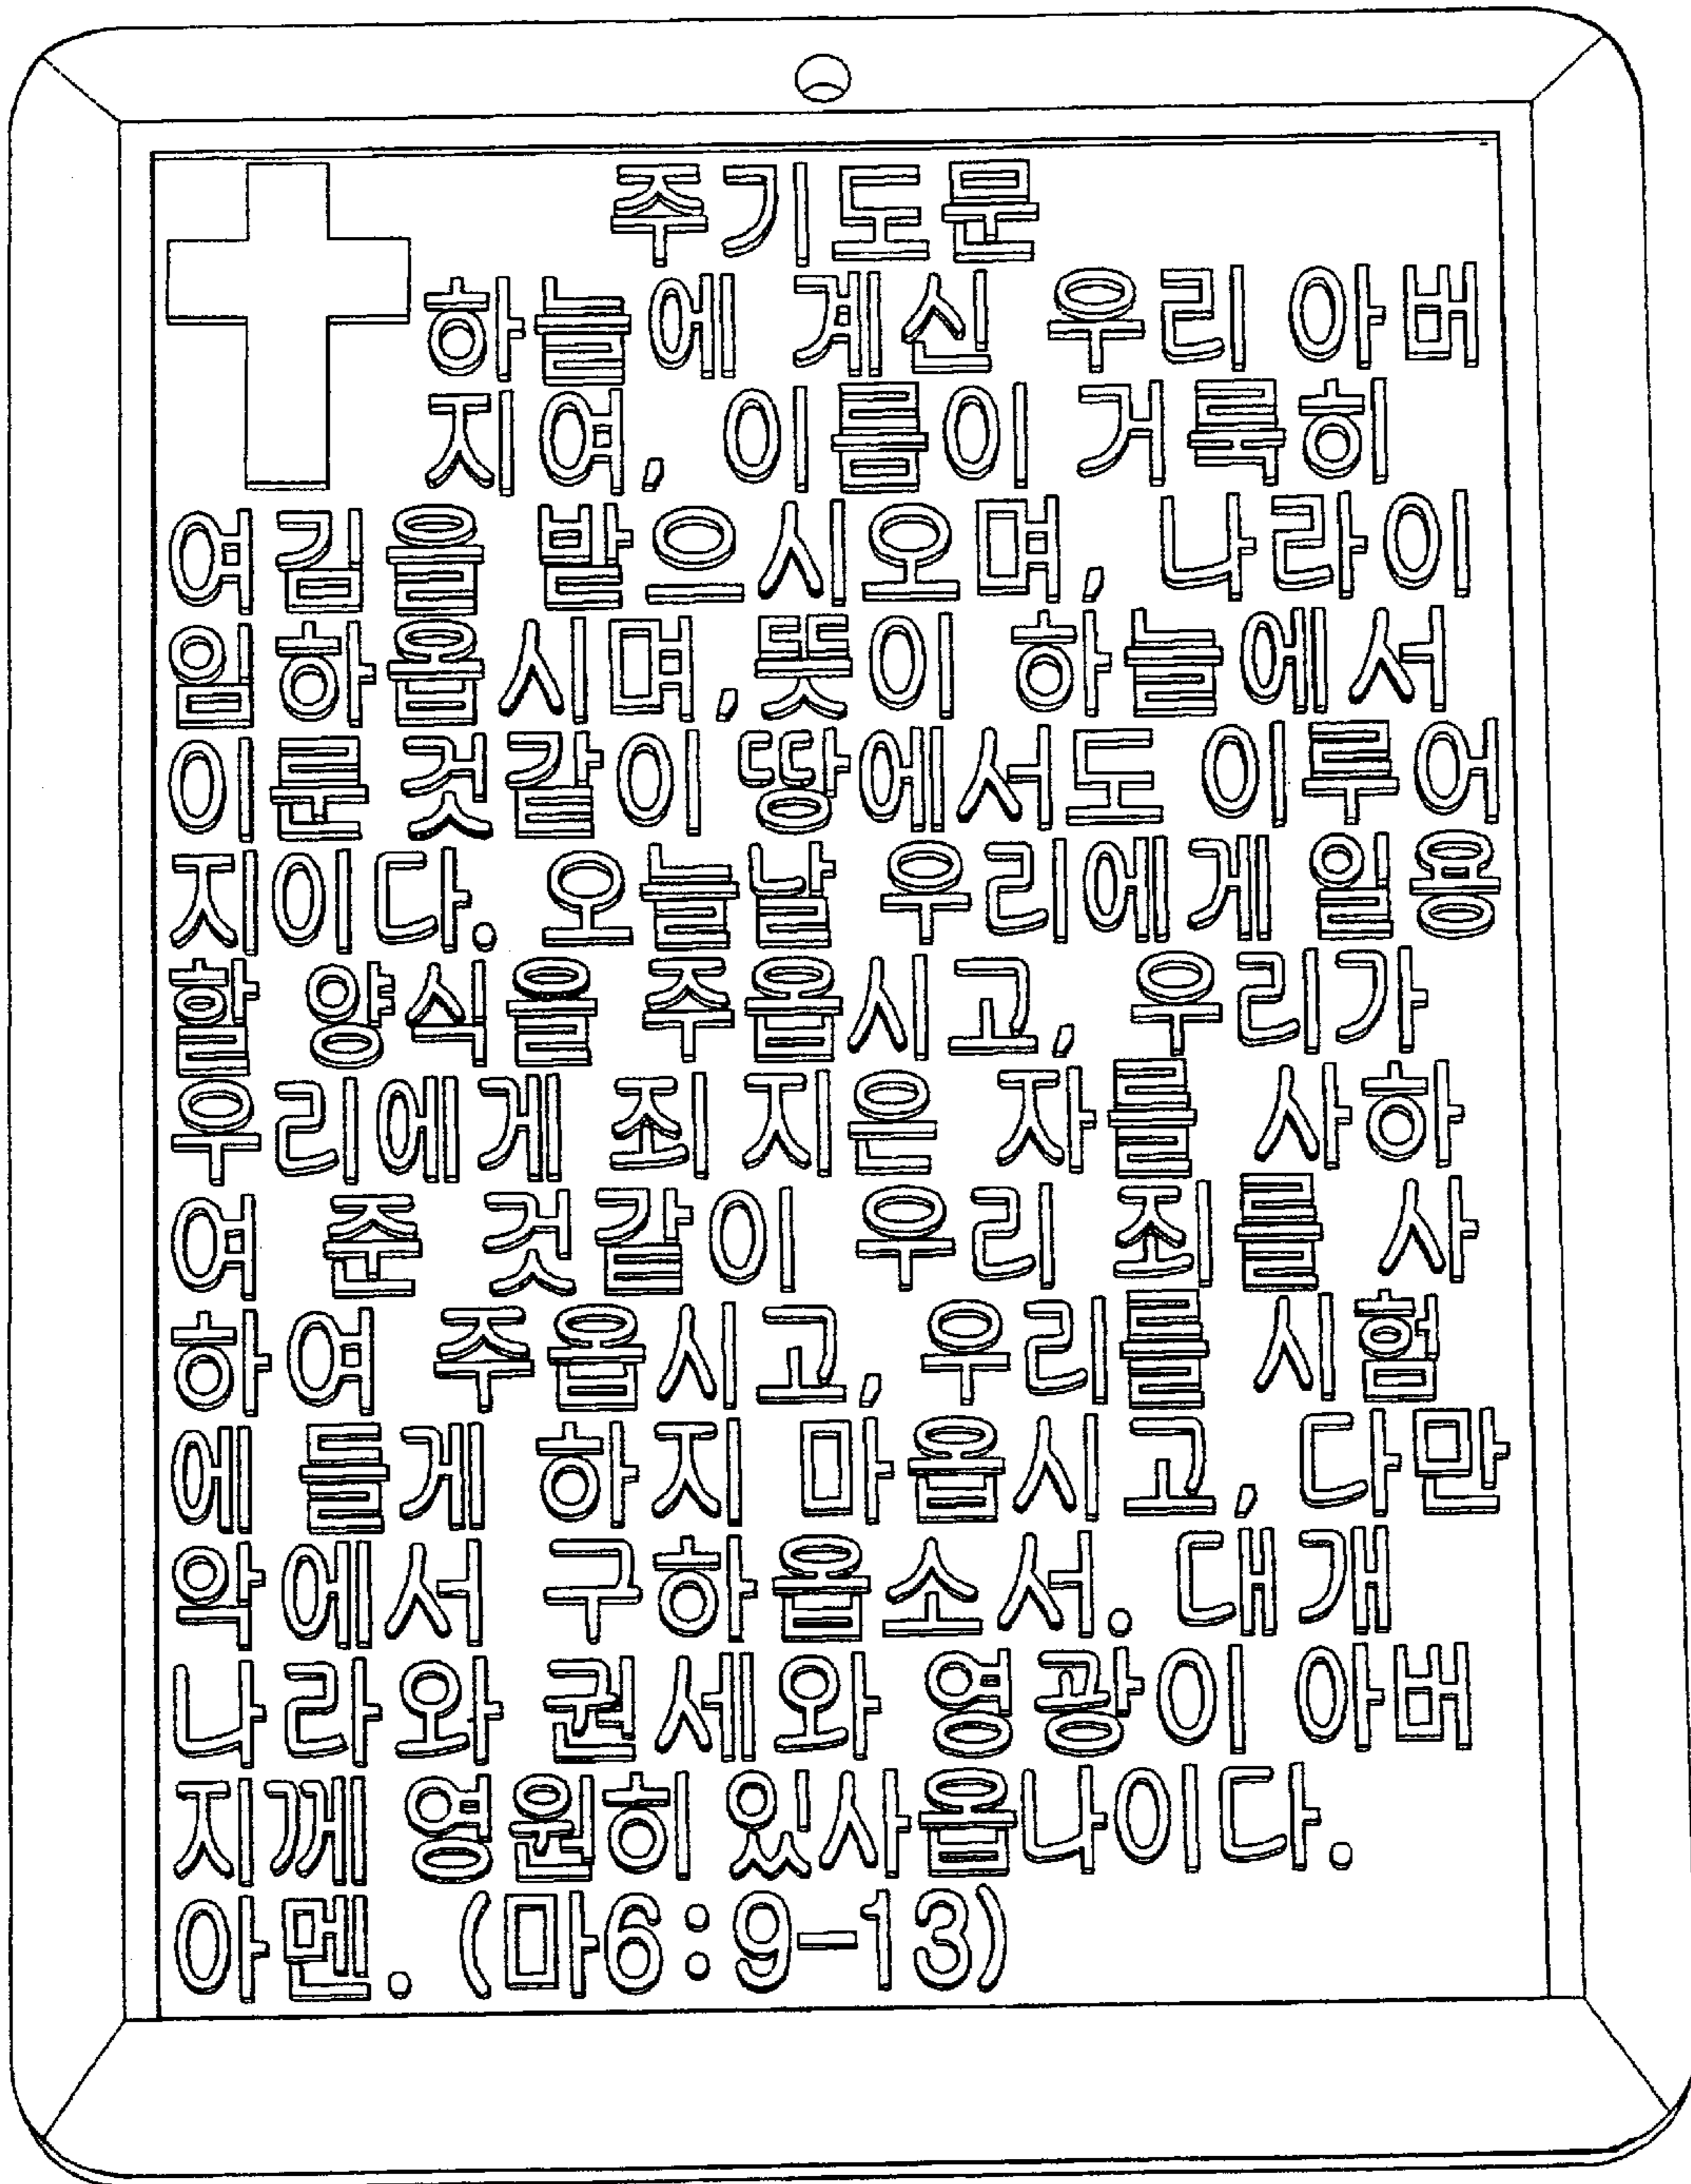 주기도문
하늘에 계신 우리 아버
지여, 이름이 거룩히
여김을 받으시오며, 나라이
임하옵시며,뜻이 하늘에서
이룬 것같이 땅에서도 이루어
지이다. 오늘날 우리에게 일용
할 양식을 주옵시고, 우리가
우리에게 죄 지은 자를 사하
여 준 것같이 우리 죄를 사
하여 주옵시고, 우리를 시험
에 들게 하지 마옵시고, 다만
악에서 구하옵소서. 대개
나라와 권세와 영광이 아버
지께 영원히 있사옵나이다.
아멘. (마6:9-13)